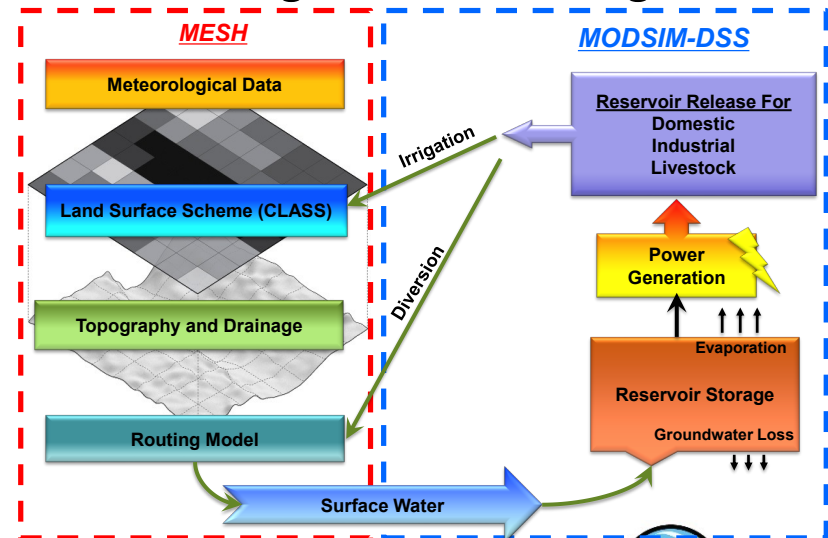 MESH
MODSIM-DSS
Meteorological Data
Land Surface Scheme (CLASS)
Topography and Drainage
Routing Model
Irrigation
Diversion
Surface Water
Reservoir Release For
Domestic
Industrial
Livestock
Power
Generation
Evaporation
Reservoir Storage
Groundwater Loss